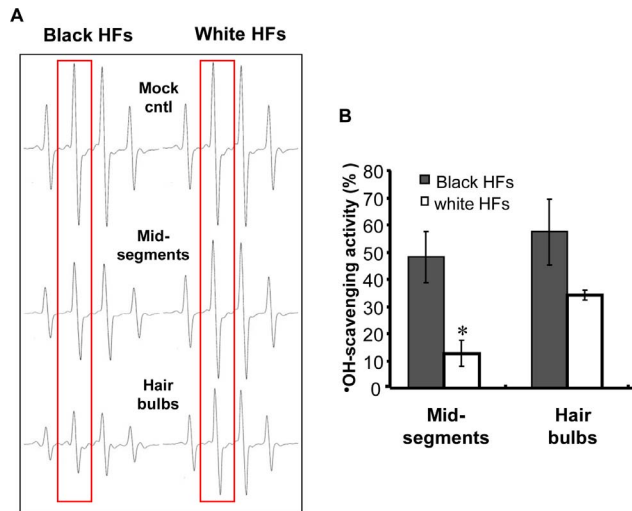 A
Black HFs White HFs
Mock
cntl
Mid-
segments
Hair
bulbs
B
•OH-scavenging activity (%)
80
70
60
50
40
30
20
10
0
Black HFs
white HFs
*
Mid-
segments
Hair
bulbs